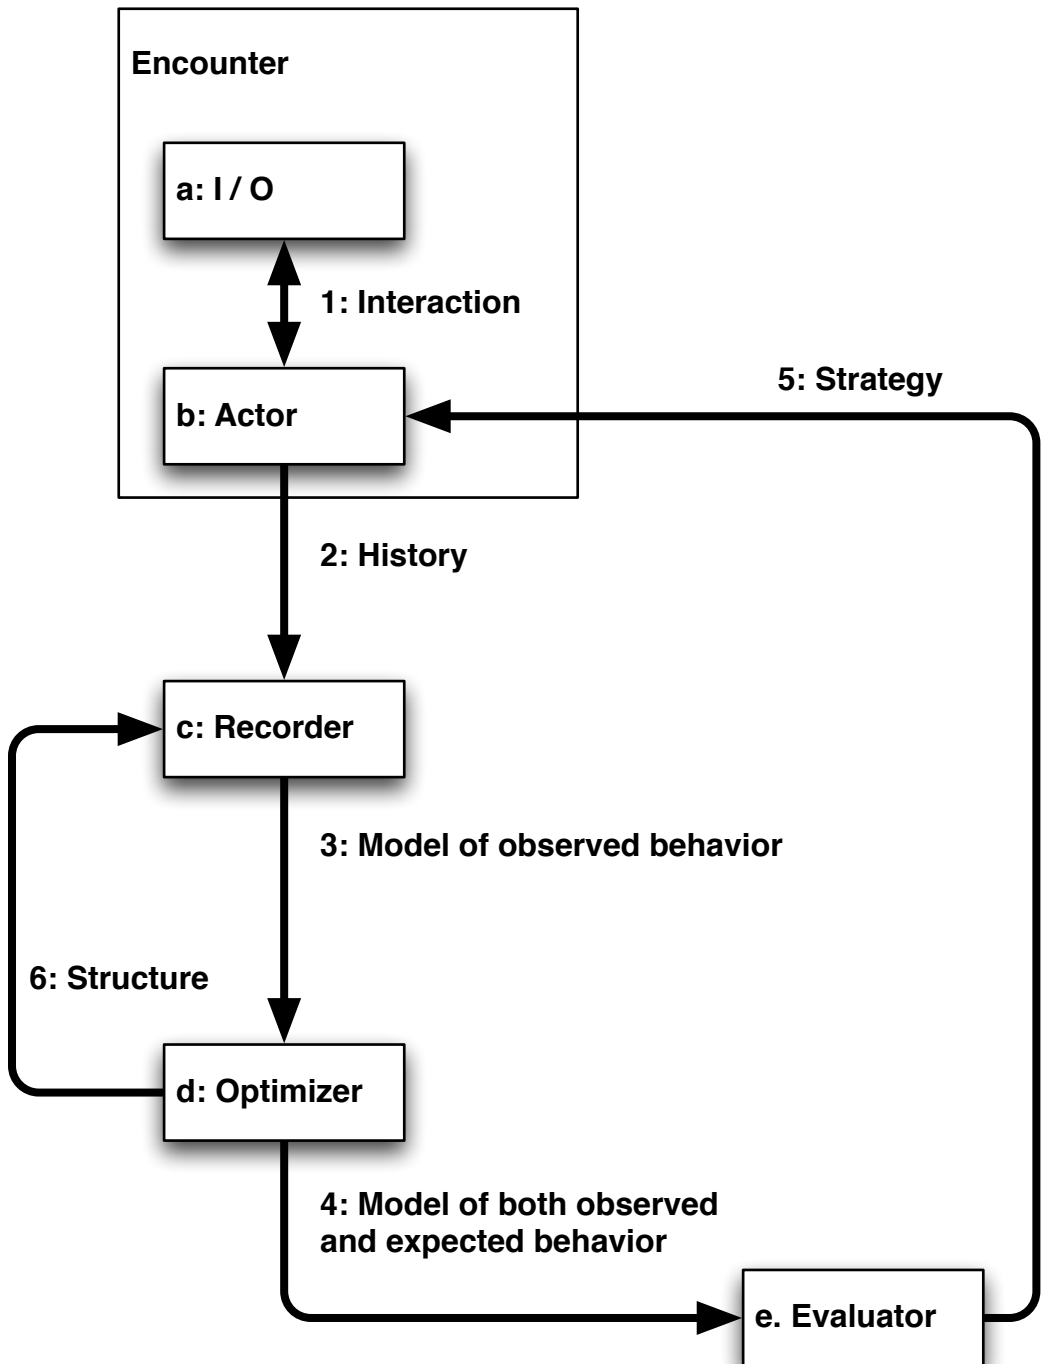 Encounter
a: I / O
1: Interaction
5: Strategy
b: Actor
2: History
c: Recorder
3: Model of observed behavior
6: Structure
d: Optimizer
4: Model of both observed
and expected behavior
e. Evaluator